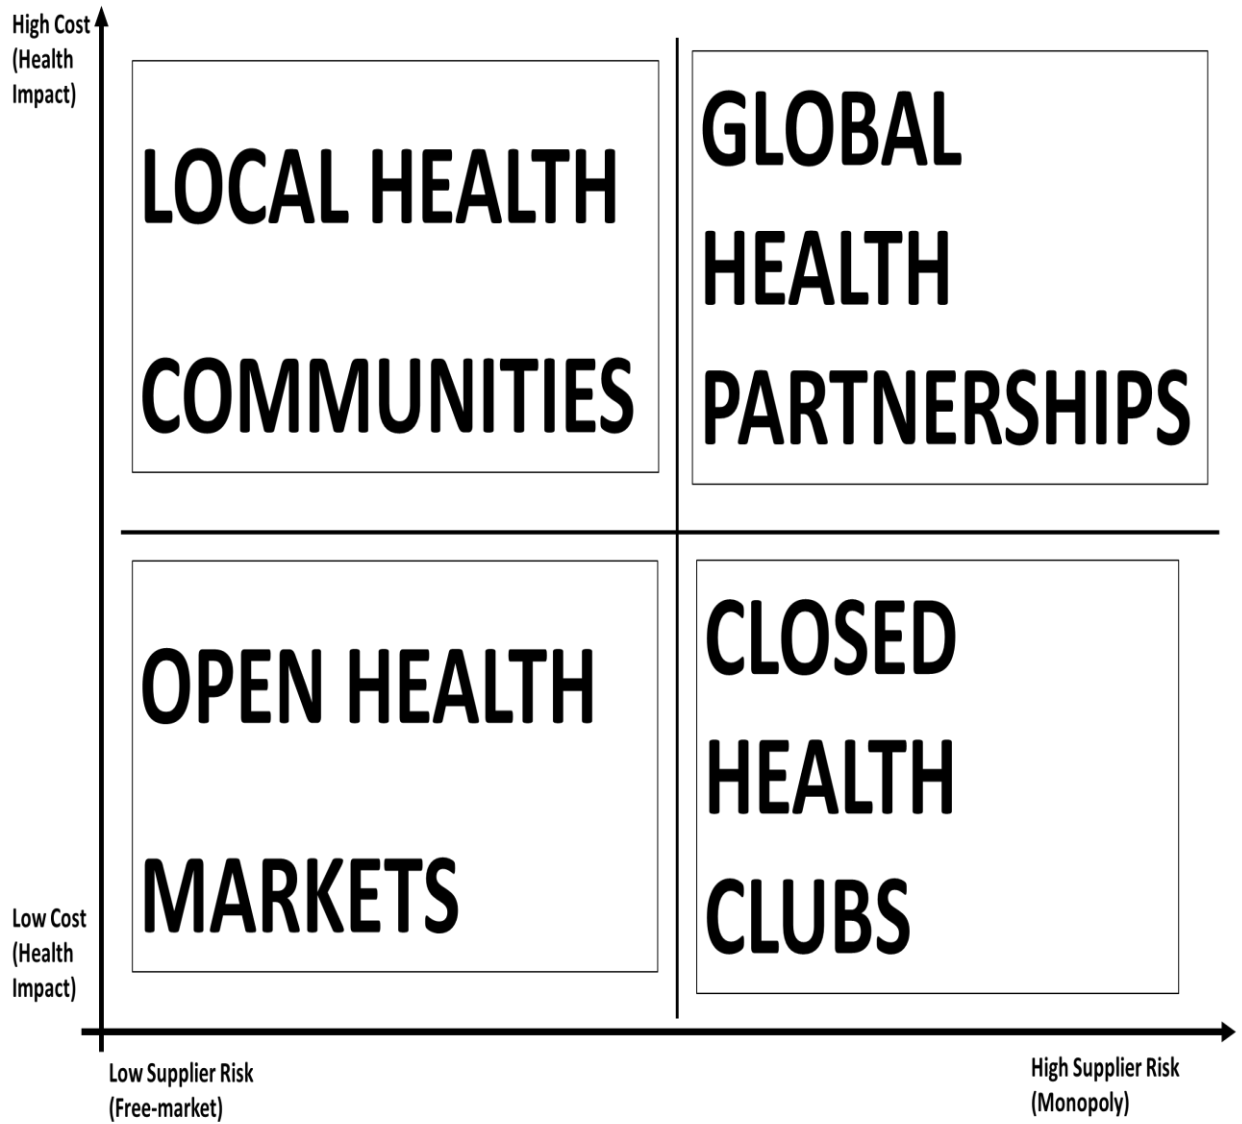 High Cost
(Health
Impact)
LOCAL HEALTH
COMMUNITIES
GLOBAL
HEALTH
PARTNERSHIPS
OPEN HEALTH
MARKETS
CLOSED
HEALTH
CLUBS
Low Cost
(Health
Impact)
Low Supplier Risk
(Free-market)
High Supplier Risk
(Monopoly)